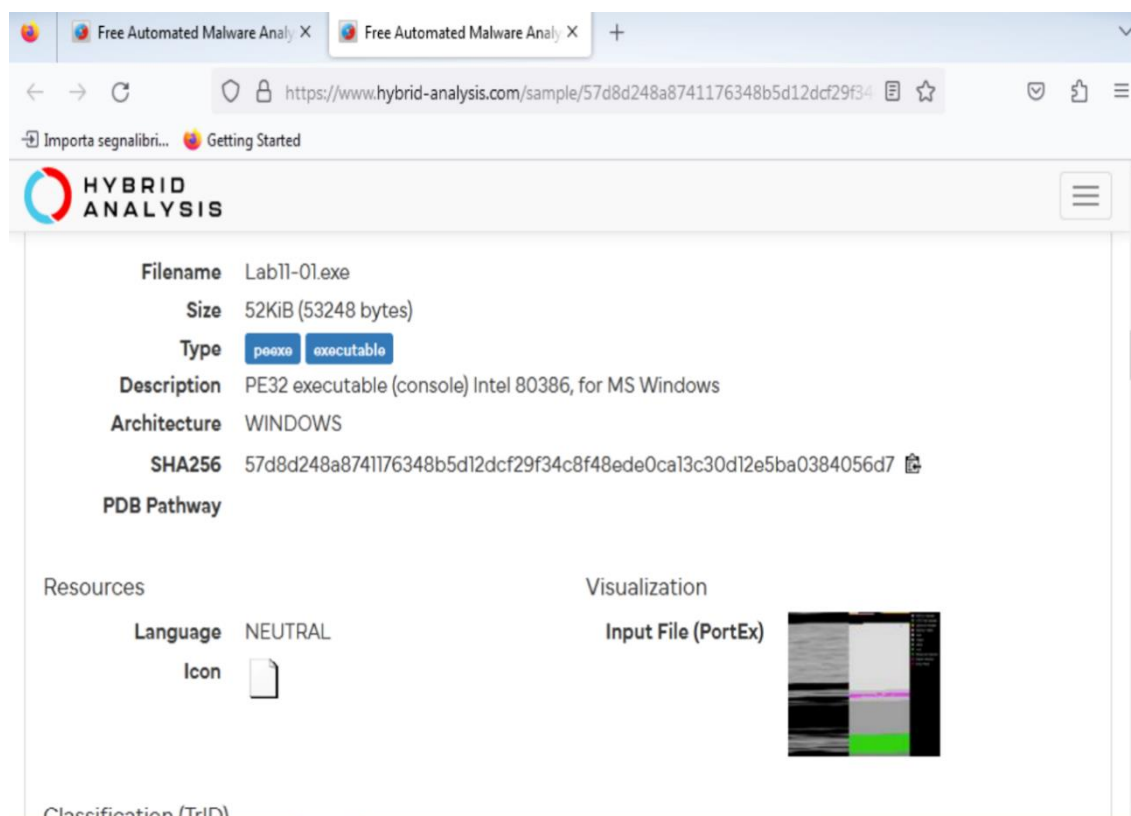 Free Automated Malware Analy
Free Automated Malware Analy
https://www.hybrid-analysis.com/sample/57d8d248a8741176348b5d12dcf29f34
Importa segnalibri... Getting Started
HYBRID
ANALYSIS
Filename Lab11-01.exe
Size 52KiB (53248 bytes)
Type peexe executable
Description PE32 executable (console) Intel 80386, for MS Windows
Architecture WINDOWS
SHA256 57d8d248a8741176348b5d12dcf29f34c8f48ede0ca13c30d12e5ba0384056d7
PDB Pathway
Resources Visualization
Language NEUTRAL Input File (PortEx)
Icon
Classification (TrID)